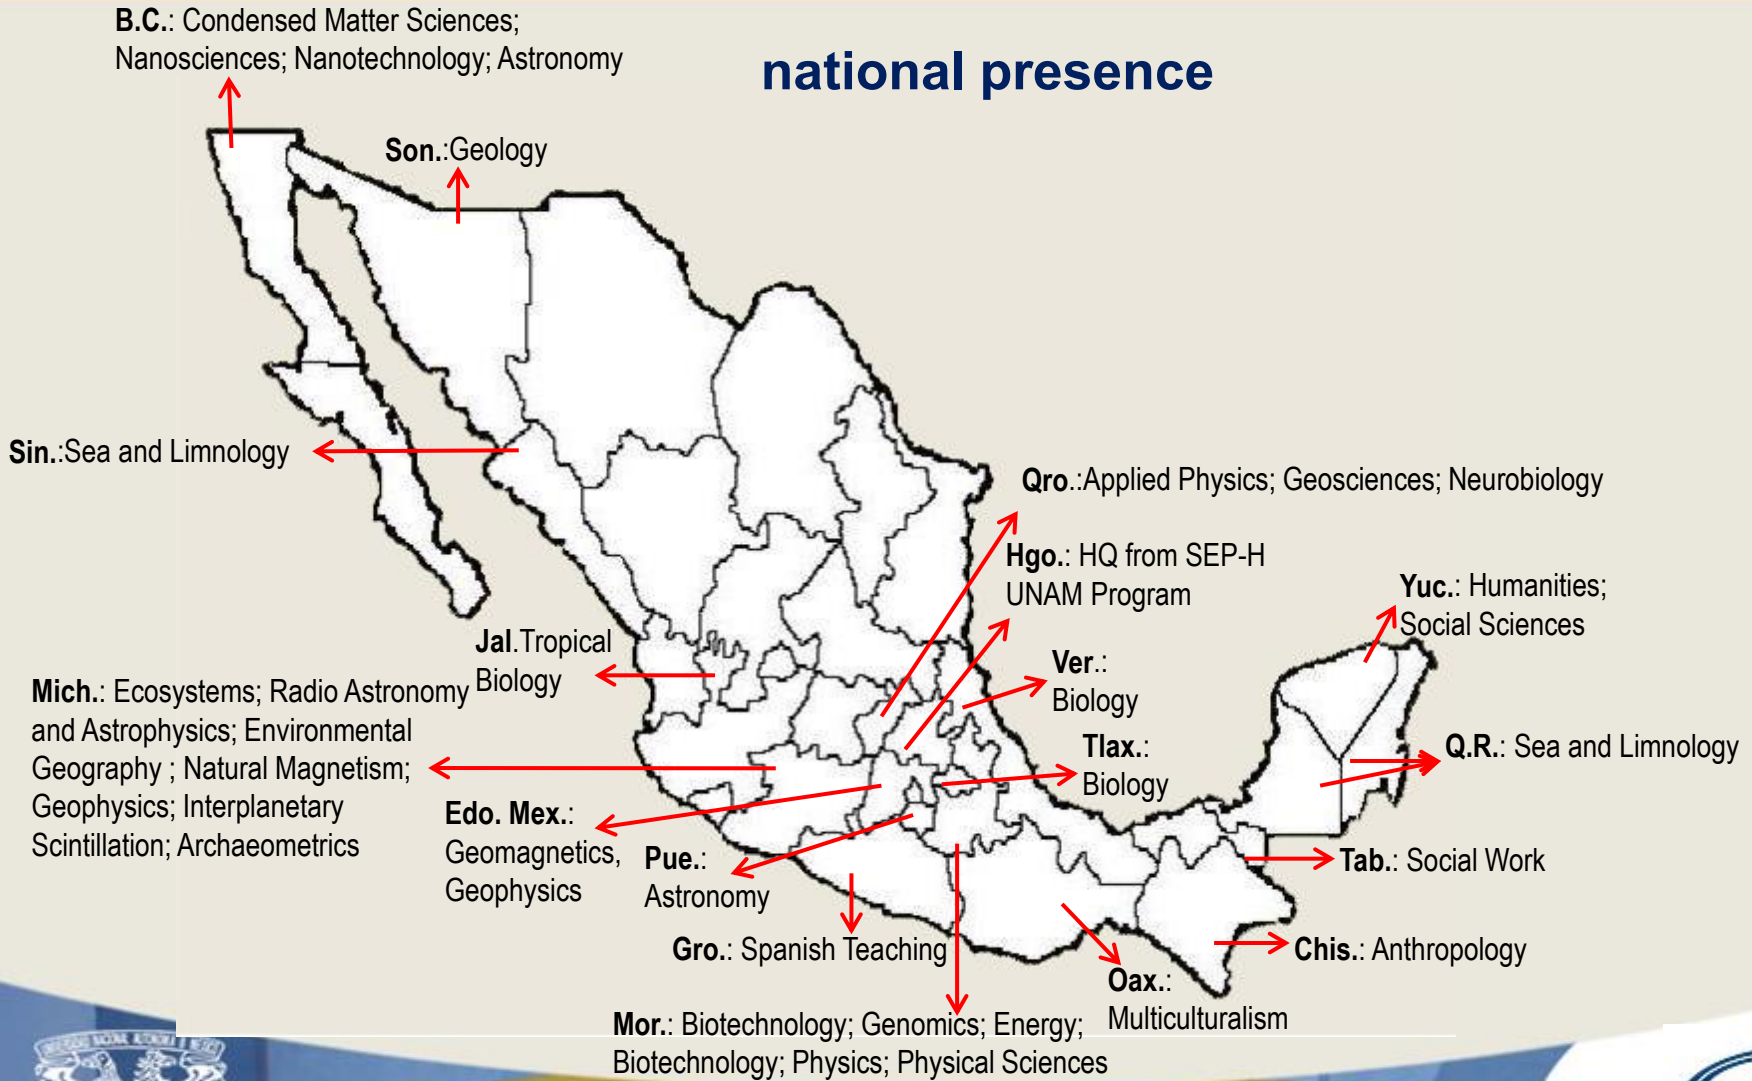 B.C.: Condensed Matter Sciences;
Nanosciences; Nanotechnology; Astronomy
national presence
Son.:Geology
Sin.:Sea and Limnology
Qro.:Applied Physics; Geosciences; Neurobiology
Hgo.: HQ from SEP-H
UNAM Program
Yuc.: Humanities;
Social Sciences
Jal.Tropical
Biology
Ver.:
Biology
Mich.: Ecosystems; Radio Astronomy
and Astrophysics; Environmental
Geography ; Natural Magnetism;
Geophysics; Interplanetary
Scintillation; Archaeometrics
Tlax.:
Biology
Q.R.: Sea and Limnology
Edo. Mex.:
Geomagnetics,
Geophysics
Pue.:
Astronomy
Tab.: Social Work
Gro.: Spanish Teaching
Chis.: Anthropology
Oax.:
Multiculturalism
Mor.: Biotechnology; Genomics; Energy;
Biotechnology; Physics; Physical Sciences